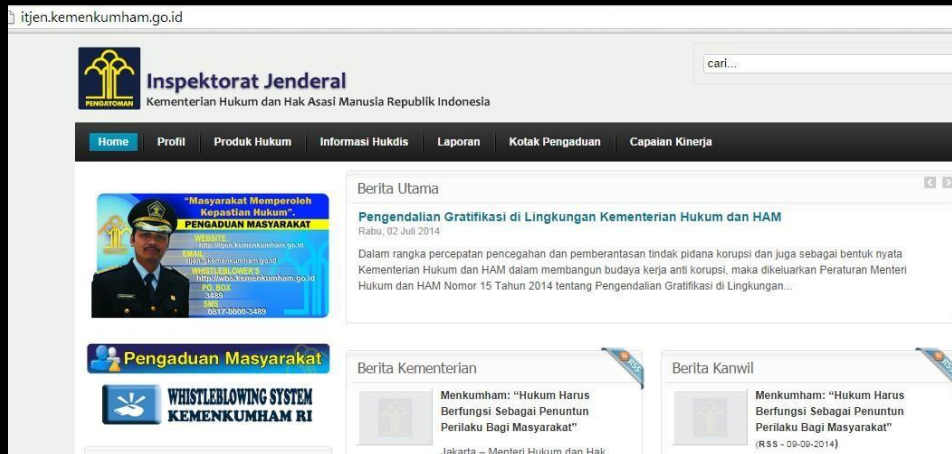 itjen.kemenkumham.go.id
cari...
PENGAYOMAN
Inspektorat Jenderal
Kementerian Hukum dan Hak Asasi Manusia Republik Indonesia
Home Profil Produk Hukum Informasi Hukdis Laporan Kotak Pengaduan Capaian Kinerja
"Masyarakat Memperoleh
Kepastian Hukum".
PENGADUAN MASYARAKAT
WEBSITE
http://itjen.kemenkumham.go.id
EMAIL
itjen@kemenkumham.go.id
WHISTLEBLOWER'S
http://wbs.kemenkumham.go.id
PO. BOX
3489
SMS
0817-0000-3489
Berita Utama
Pengendalian Gratifikasi di Lingkungan Kementerian Hukum dan HAM
Rabu, 02 Juli 2014
Dalam rangka percepatan pencegahan dan pemberantasan tindak pidana korupsi dan juga sebagai bentuk nyata
Kementerian Hukum dan HAM dalam membangun budaya kerja anti korupsi, maka dikeluarkan Peraturan Menteri
Hukum dan HAM Nomor 15 Tahun 2014 tentang Pengendalian Gratifikasi di Lingkungan...
Pengaduan Masyarakat
WHISTLEBLOWING SYSTEM
KEMENKUMHAM RI
Berita Kementerian
RSS
Menkumham: “Hukum Harus
Berfungsi Sebagai Penuntun
Perilaku Bagi Masyarakat”
Jakarta – Menteri Hukum dan Hak
Berita Kanwil
RSS
Menkumham: “Hukum Harus
Berfungsi Sebagai Penuntun
Perilaku Bagi Masyarakat”
(RSS - 09-09-2014)